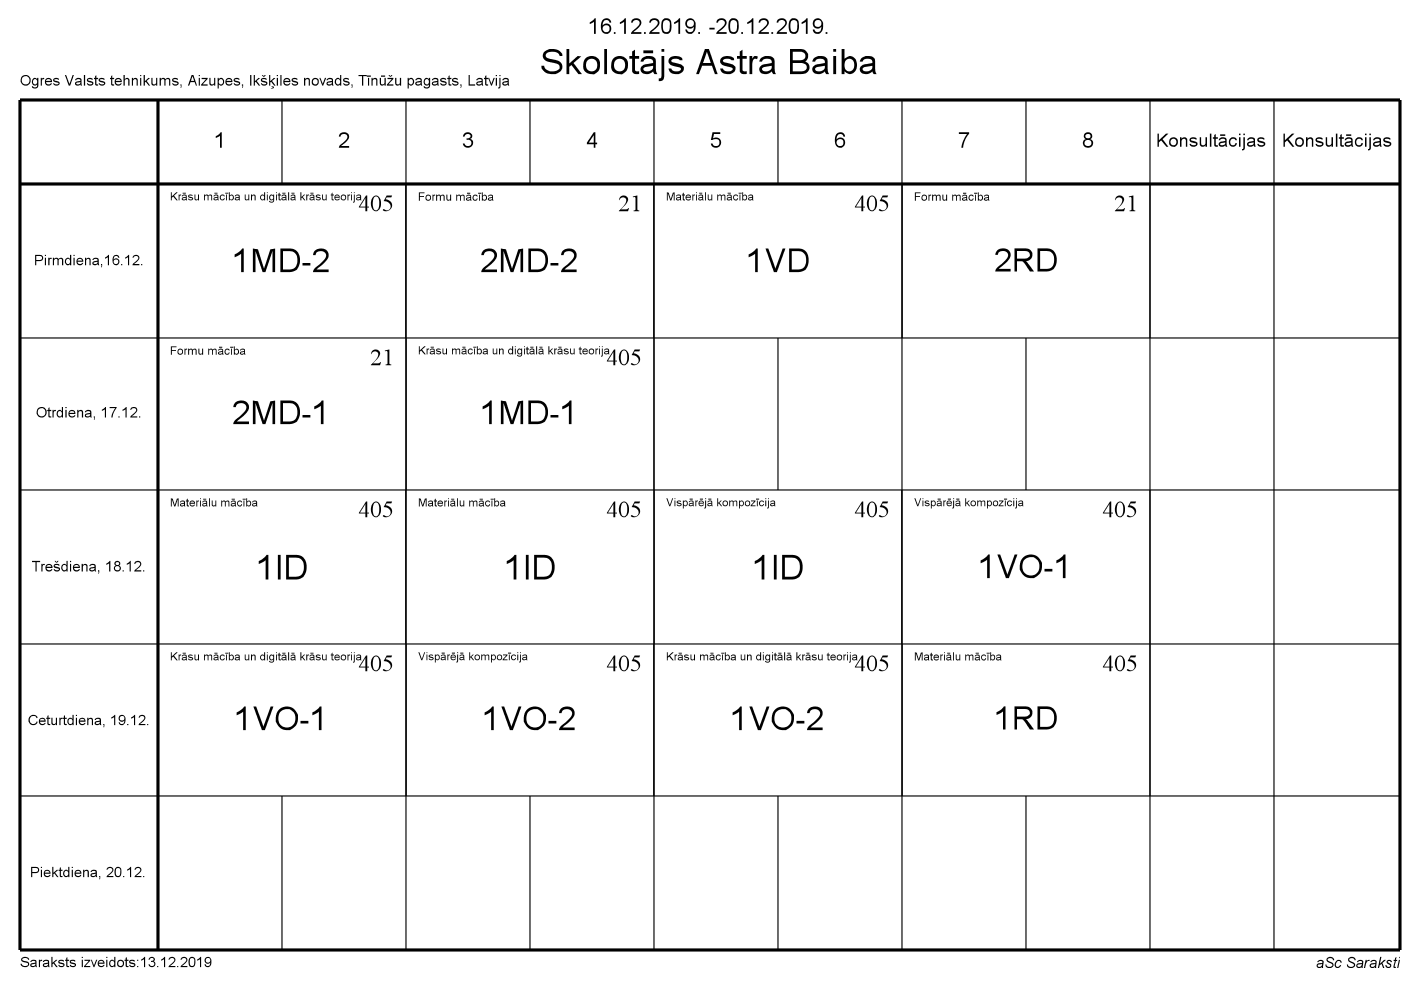 16.12.2019. -20.12.2019.
Skolotājs Astra Baiba
Ogres Valsts tehnikums, Aizupes, Ikšķiles novads, Tīnūžu pagasts, Latvija
1 2 3 4 5 6 7 8 Konsultācijas Konsultācijas
Krāsu mācība un digitālā krāsu teorija 405 Formu mācība 21 Materiālu mācība 405 Formu mācība 21
Pirmdiena,16.12. 1MD-2 2MD-2 1VD 2RD
Formu mācība 21 Krāsu mācība un digitālā krāsu teorija 405
Otrdiena, 17.12. 2MD-1 1MD-1
Materiālu mācība 405 Materiālu mācība 405 Vispārējā kompozīcija 405 Vispārējā kompozīcija 405
Trešdiena, 18.12. 1ID 1ID 1ID 1VO-1
Krāsu mācība un digitālā krāsu teorija 405 Vispārējā kompozīcija 405 Krāsu mācība un digitālā krāsu teorija 405 Materiālu mācība 405
Ceturtdiena, 19.12. 1VO-1 1VO-2 1VO-2 1RD
Piektdiena, 20.12.
Saraksts izveidots:13.12.2019 aSc Saraksti